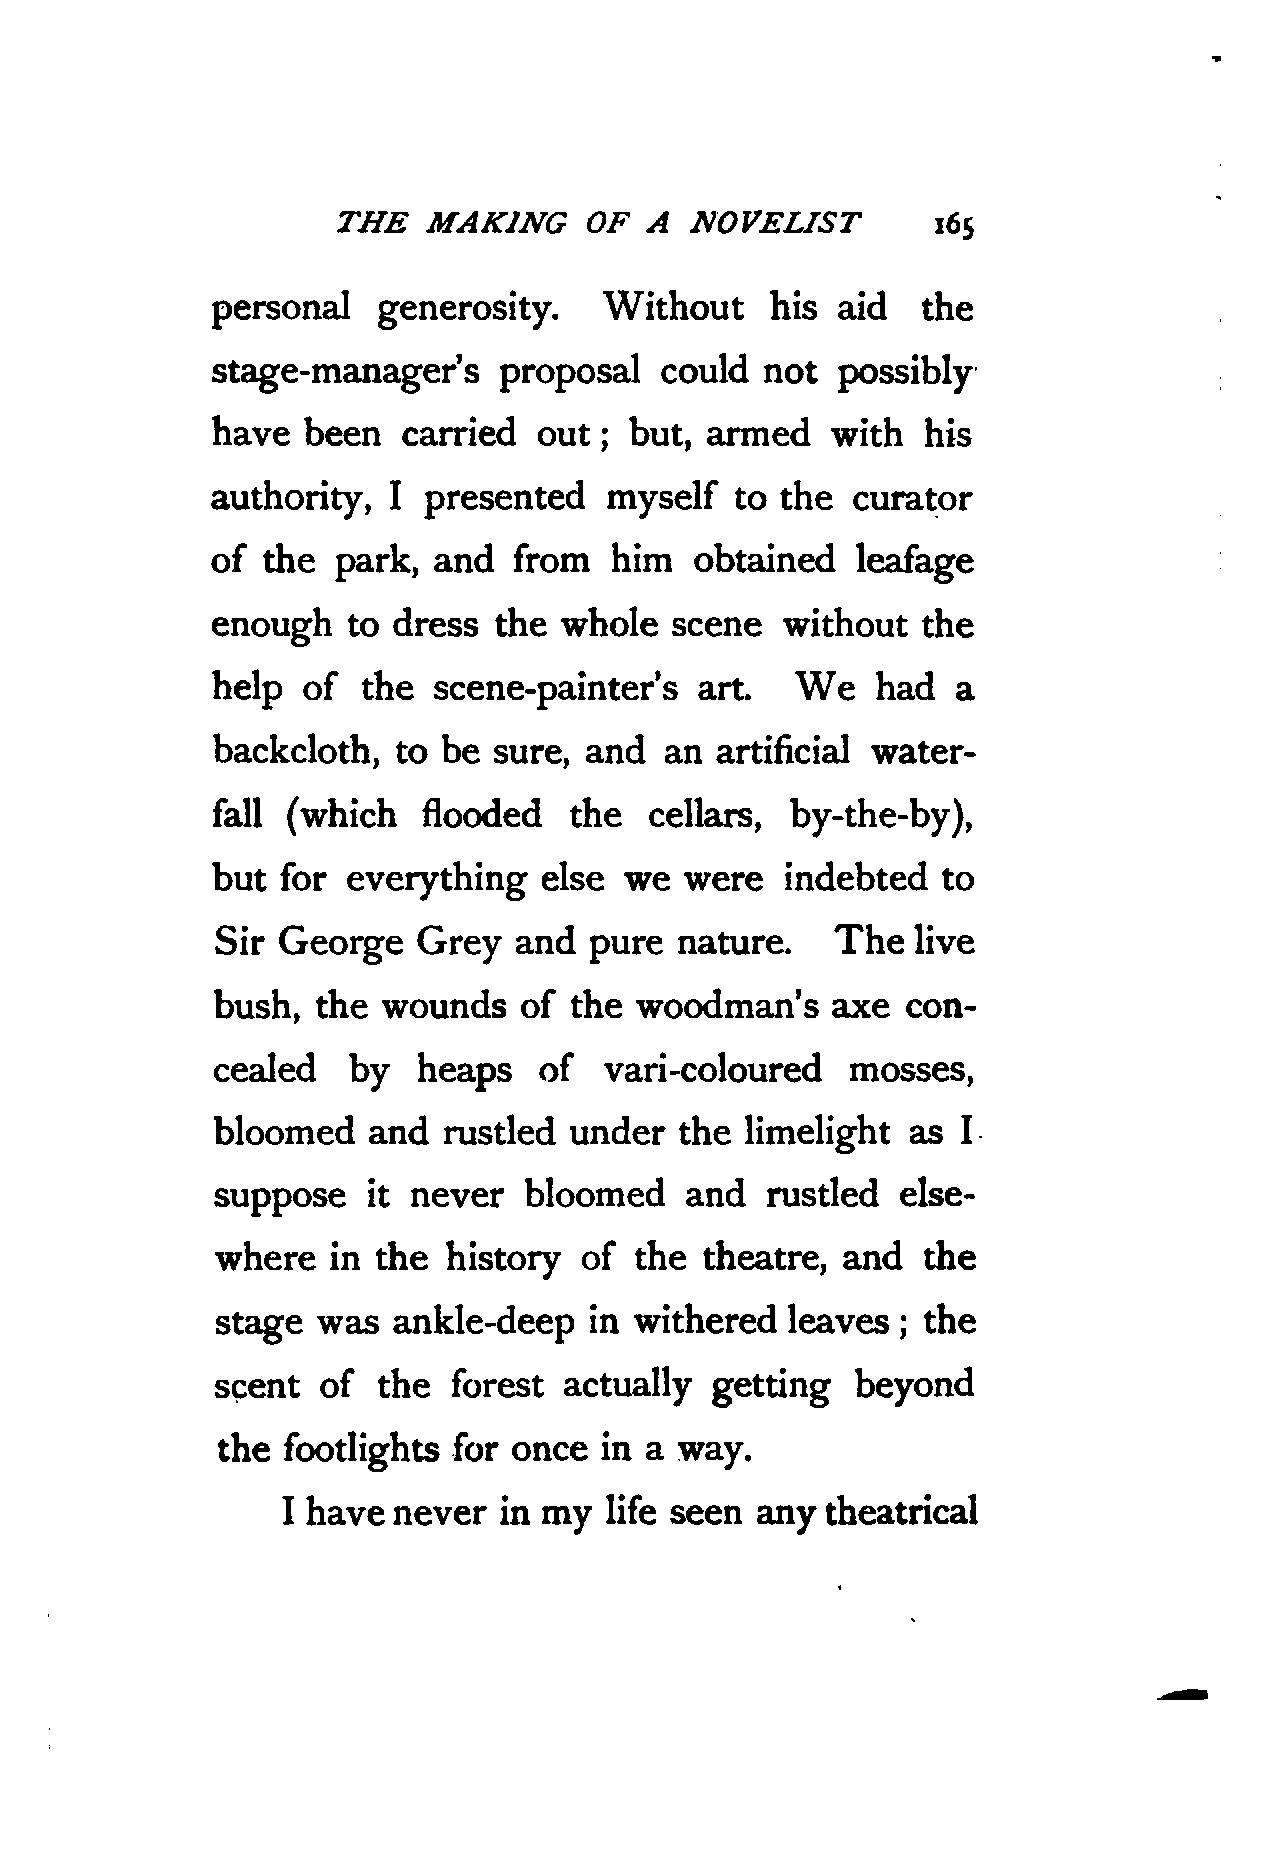 THE MAKING OF A NOVELIST 165
personal generosity. Without his aid the
stage-manager's proposal could not possibly
have been carried out; but, armed with his
authority, I presented myself to the curator
of the park, and from him obtained leafage
enough to dress the whole scene without the
help of the scene-painter's art. We had a
backcloth, to be sure, and an artificial water-
fall (which flooded the cellars, by-the-by),
but for everything else we were indebted to
Sir George Grey and pure nature. The live
bush, the wounds of the woodman's axe con-
cealed by heaps of vari-coloured mosses,
bloomed and rustled under the limelight as I
suppose it never bloomed and rustled else-
where in the history of the theatre, and the
stage was ankle-deep in withered leaves; the
scent of the forest actually getting beyond
the footlights for once in a way.
I have never in my life seen any theatrical